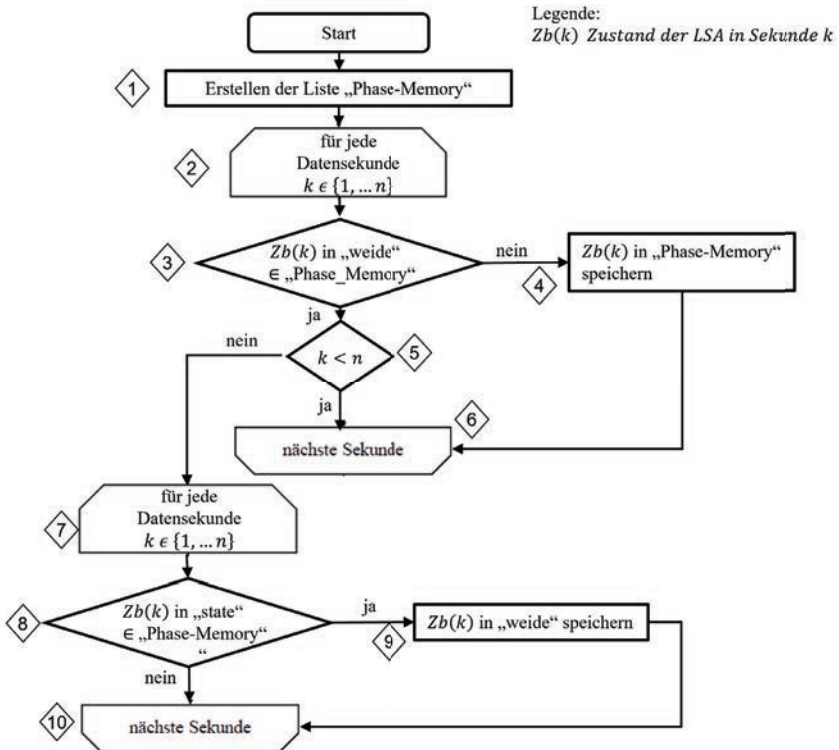 Legende:
Zb(k) Zustand der LSA in Sekunde k
Start
1
Erstellen der Liste „Phase-Memory“
2
für jede
Datensekunde
k ϵ {1, … n}
3
Zb(k) in „weide“
∈ „Phase_Memory“
nein
4
Zb(k) in „Phase-Memory“
speichern
ja
nein
k < n
5
ja
6
nächste Sekunde
7
für jede
Datensekunde
k ϵ {1, … n}
8
Zb(k) in „state“
∈ „Phase-Memory“
“
ja
9
Zb(k) in „weide“ speichern
nein
10
nächste Sekunde